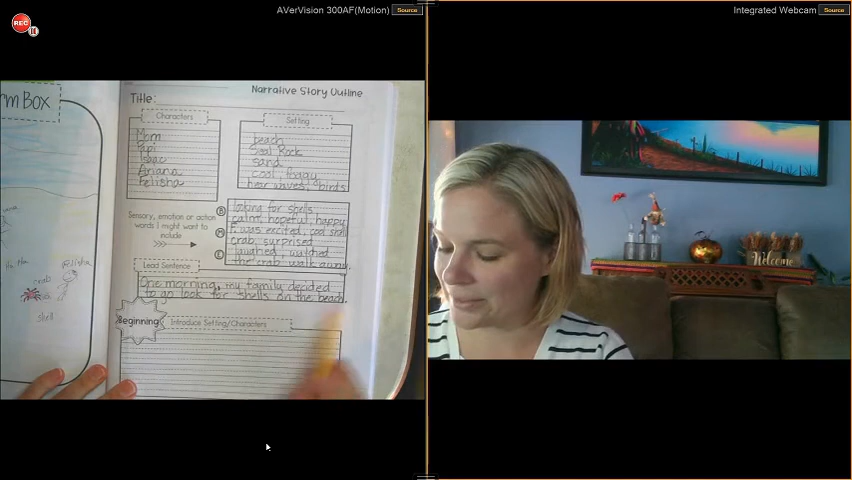 AVerVision 300AF(Motion)
Source
Integrated Webcam
Source
REC
rm Box
Narrative Story Outline
Title:
Characters
Setting
Mom
Papi
Isaac
Ariana
Felisha
beach
Seal Rock
sand
cool, foggy
hear waves, birds
Sensory, emotion or action
words I might want to
include
B
looking for shells
calm, hopeful, happy
M
F. was excited, cool shell
crab, surprised
E
laughed, watched
the crab walk away.
Lead Sentence
One morning, my family decided
to go look for shells on the beach.
Beginning
Introduce Setting/Characters
crab
Felisha
shell
Welcome